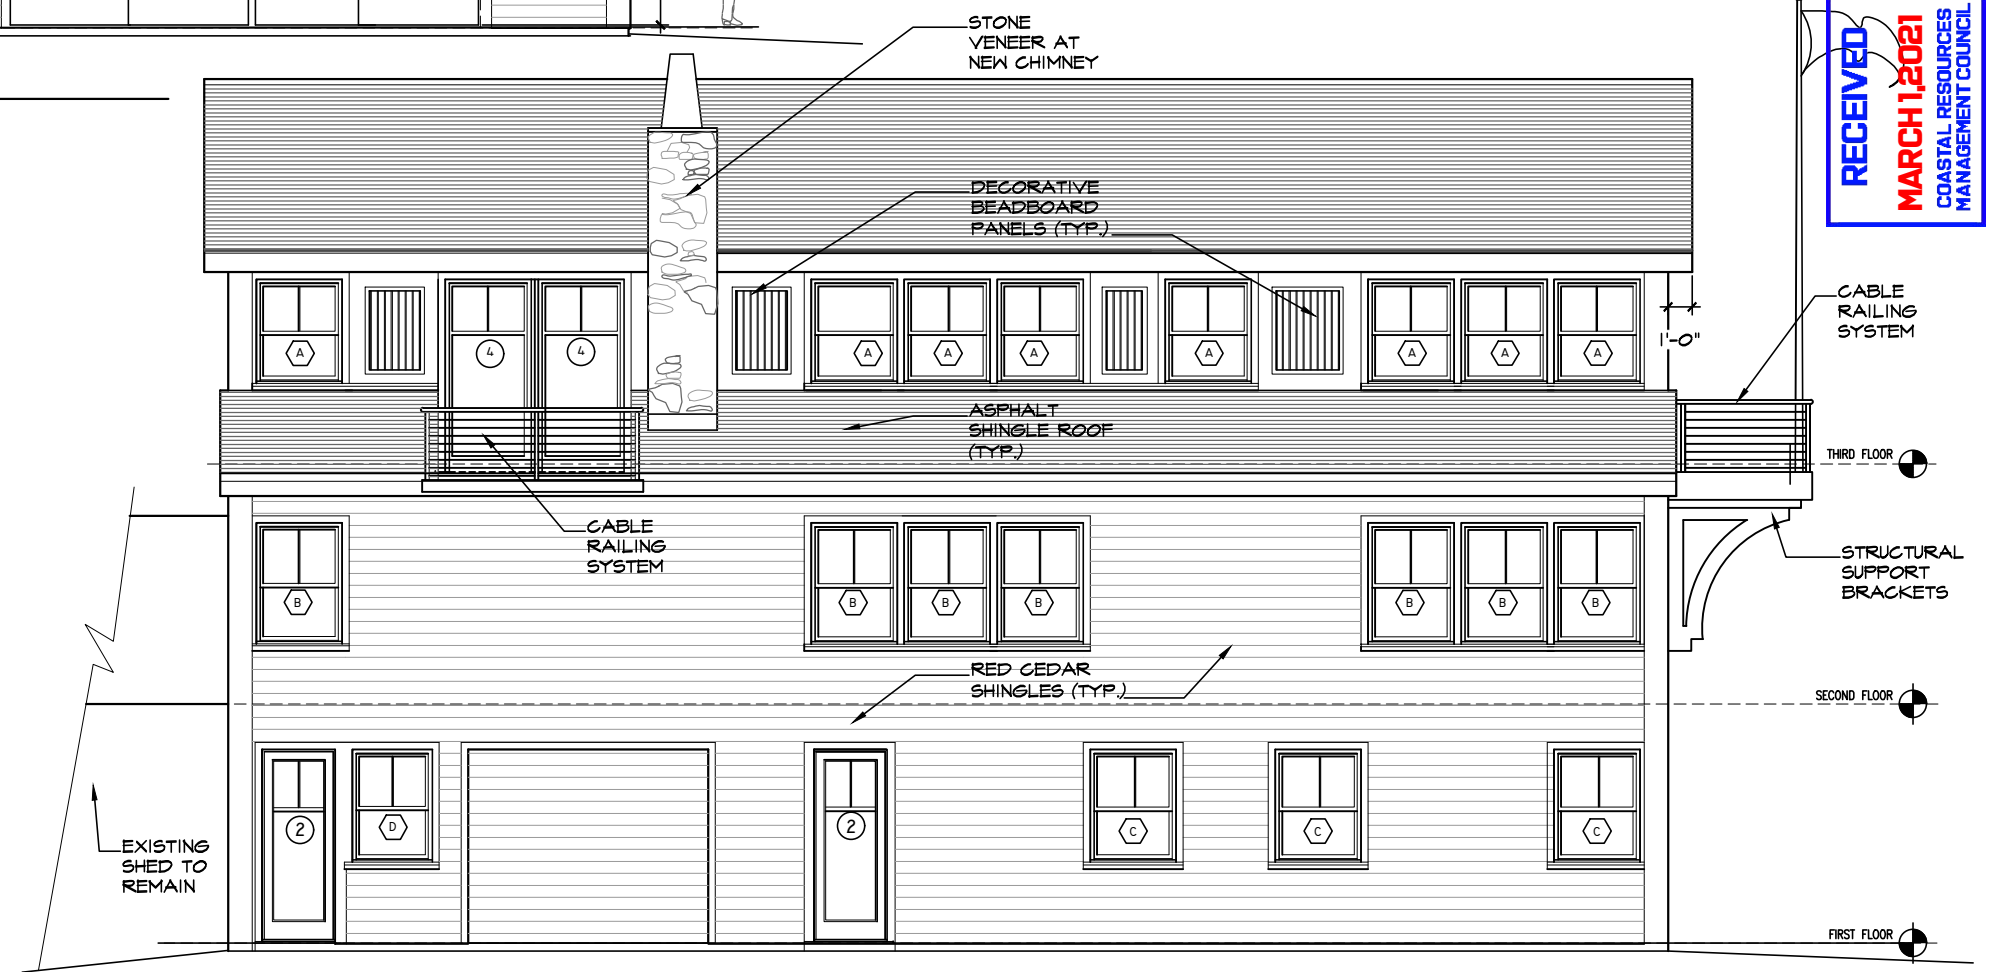 STONE
VENEER AT
NEW CHIMNEY
RECEIVED
MARCH 1,2021
COASTAL RESOURCES
MANAGEMENT COUNCIL
DECORATIVE
BEADBOARD
PANELS (TYP.)
CABLE
RAILING
SYSTEM
1'-0"
A
4
4
A
A
A
A
A
A
A
ASPHALT
SHINGLE ROOF
(TYP.)
THIRD FLOOR
CABLE
RAILING
SYSTEM
STRUCTURAL
SUPPORT
BRACKETS
B
B
B
B
B
B
B
RED CEDAR
SHINGLES (TYP.)
SECOND FLOOR
2
D
2
C
C
C
EXISTING
SHED TO
REMAIN
FIRST FLOOR